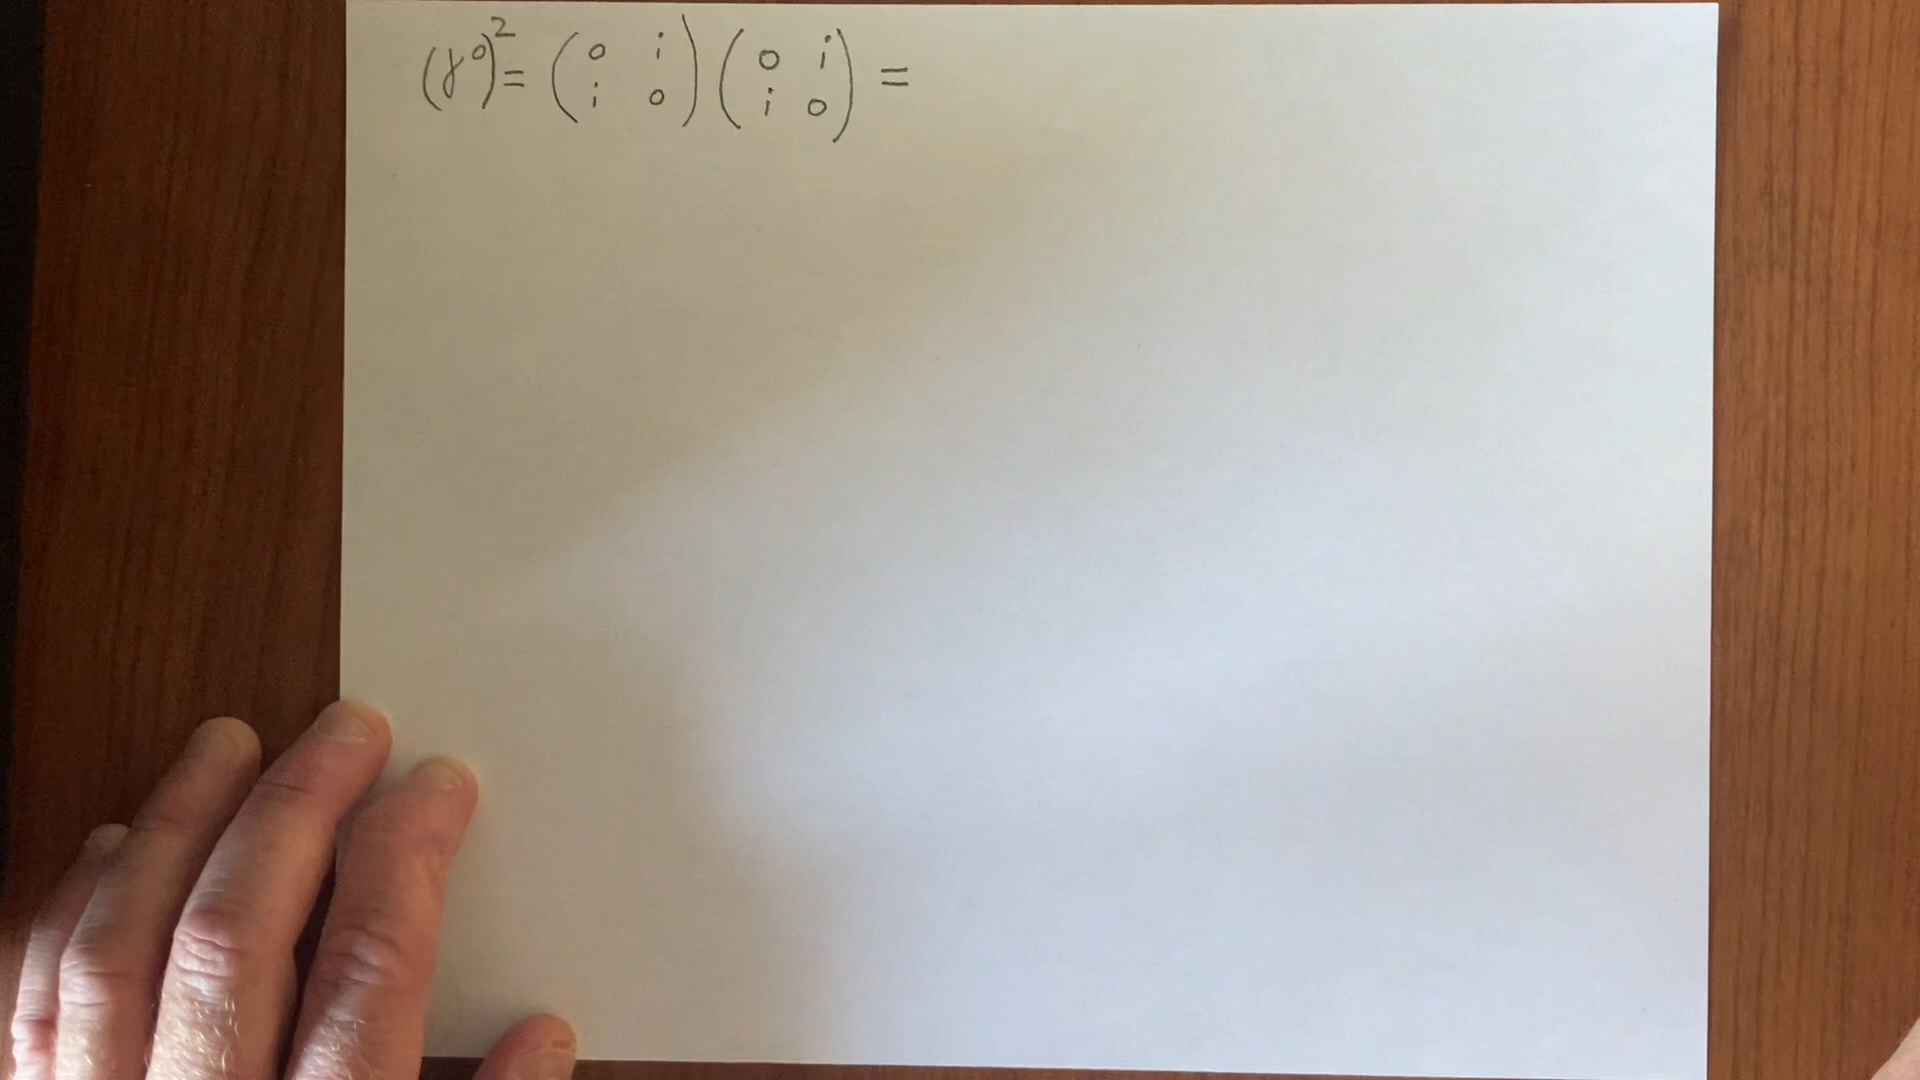 (γ⁰)² = ( 0 i ; i 0 ) ( 0 i ; i 0 ) =